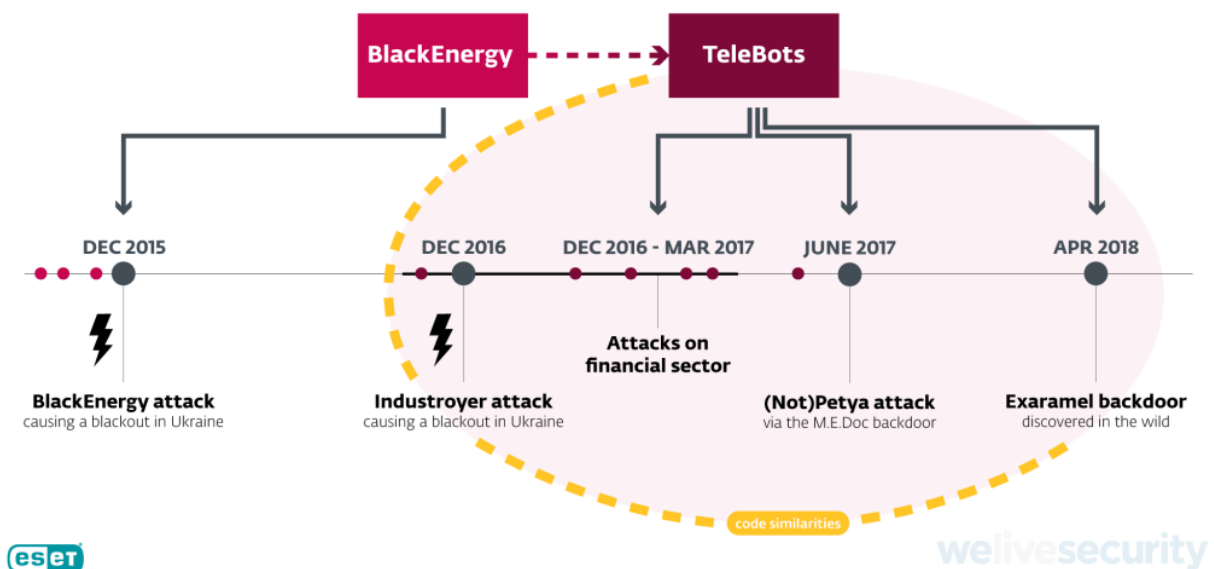 BlackEnergy
TeleBots
DEC 2015
DEC 2016
DEC 2016 - MAR 2017
JUNE 2017
APR 2018
Attacks on
financial sector
BlackEnergy attack
causing a blackout in Ukraine
Industroyer attack
causing a blackout in Ukraine
(Not)Petya attack
via the M.E.Doc backdoor
Exaramel backdoor
discovered in the wild
code similarities
eseT
welivesecurity